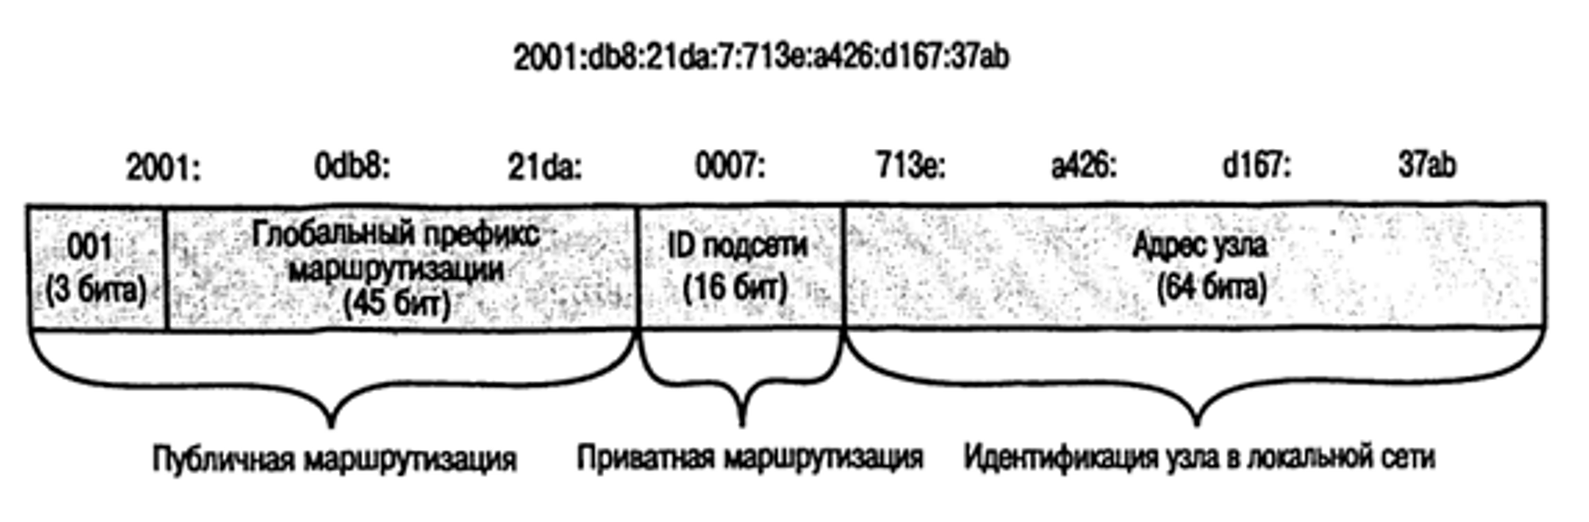 2001:db8:21da:7:713e:a426:d167:37ab
2001: 0db8: 21da: 0007: 713e: a426: d167: 37ab
001
(3 бита)
Глобальный префикс
маршрутизации
(45 бит)
ID подсети
(16 бит)
Адрес узла
(64 бита)
Публичная маршрутизация
Приватная маршрутизация
Идентификация узла в локальной сети